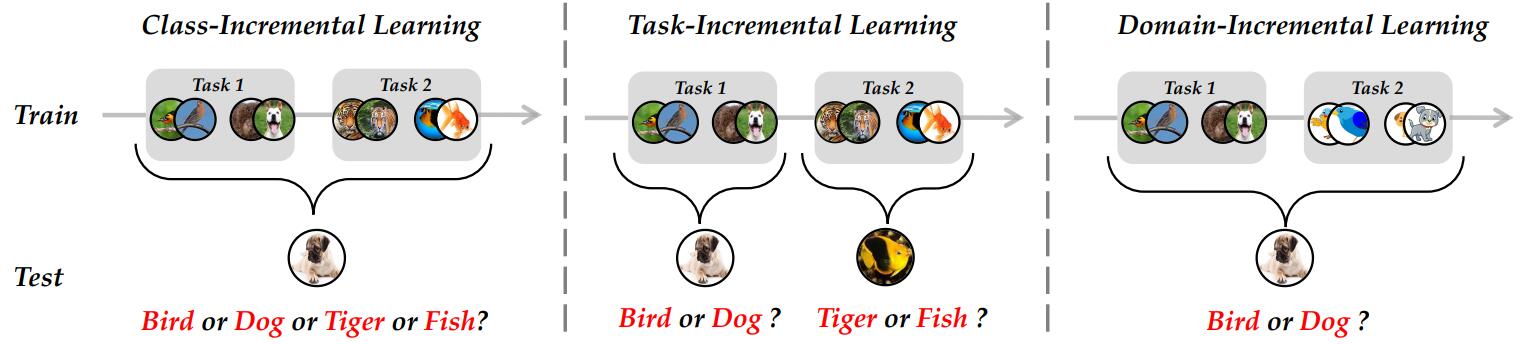 Class-Incremental Learning
Task-Incremental Learning
Domain-Incremental Learning
Train
Task 1
Task 2
Task 1
Task 2
Task 1
Task 2
Test
Bird or Dog or Tiger or Fish?
Bird or Dog ?
Tiger or Fish ?
Bird or Dog ?